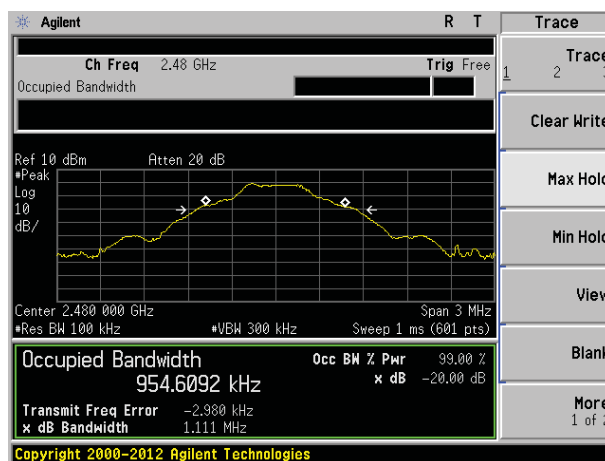 Agilent R T Trace
Ch Freq 2.48 GHz Trig Free
Occupied Bandwidth
Trace
1 2
Clear Write
Max Hold
Min Hold
View
Blank
More
1 of 2
Ref 10 dBm Atten 20 dB
#Peak
Log
10
dB/
Center 2.480 000 GHz Span 3 MHz
#Res BW 100 kHz #VBW 300 kHz Sweep 1 ms (601 pts)
Occupied Bandwidth Occ BW % Pwr 99.00 %
954.6092 kHz x dB -20.00 dB
Transmit Freq Error -2.980 kHz
x dB Bandwidth 1.111 MHz
Copyright 2000-2012 Agilent Technologies